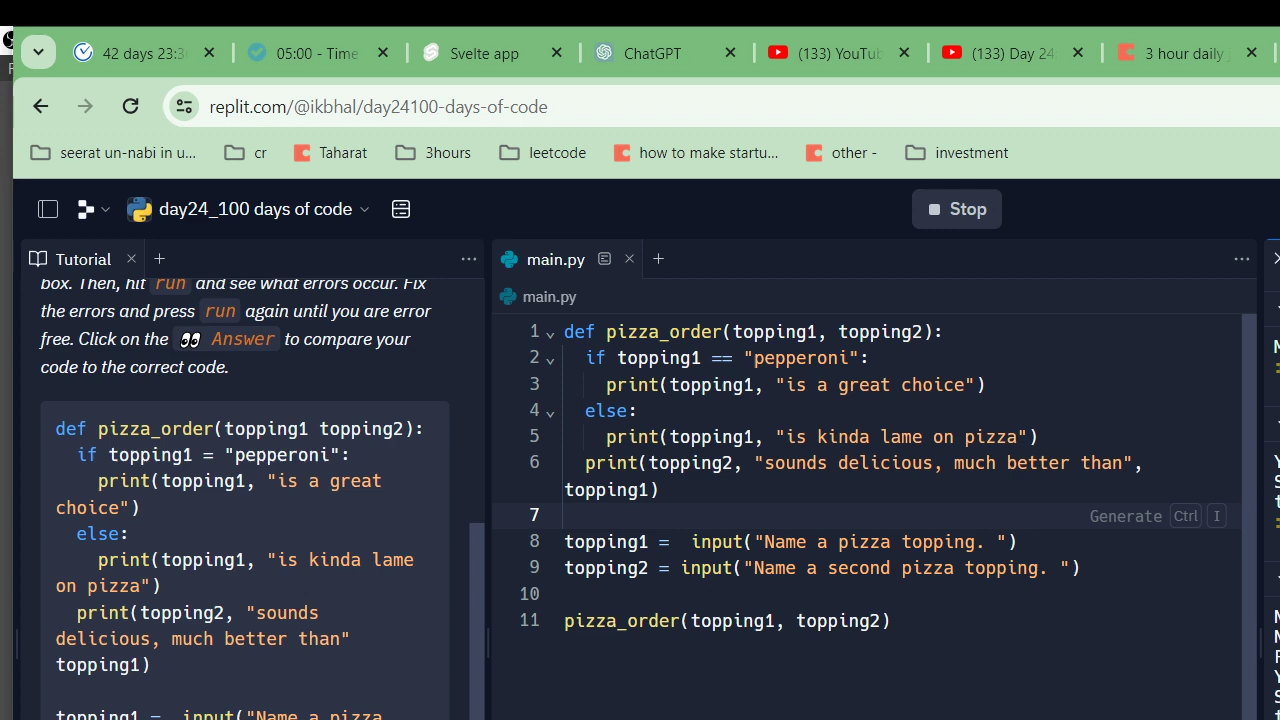 42 days 23:3
05:00 - Time
Svelte app
ChatGPT
(133) YouTub
(133) Day 24
3 hour daily
replit.com/@ikbhal/day24100-days-of-code
seerat un-nabi in u...
cr
Taharat
3hours
leetcode
how to make startu...
other -
investment
day24_100 days of code
Stop
Tutorial
box. Then, hit run and see what errors occur. Fix
the errors and press run again until you are error
free. Click on the 👀 Answer to compare your
code to the correct code.
def pizza_order(topping1 topping2):
if topping1 = "pepperoni":
print(topping1, "is a great
choice")
else:
print(topping1, "is kinda lame
on pizza")
print(topping2, "sounds
delicious, much better than"
topping1)
topping1 = input("Name a pizza
main.py
main.py
1 def pizza_order(topping1, topping2):
2 if topping1 == "pepperoni":
3 print(topping1, "is a great choice")
4 else:
5 print(topping1, "is kinda lame on pizza")
6 print(topping2, "sounds delicious, much better than",
topping1)
7 Generate Ctrl I
8 topping1 = input("Name a pizza topping. ")
9 topping2 = input("Name a second pizza topping. ")
10
11 pizza_order(topping1, topping2)